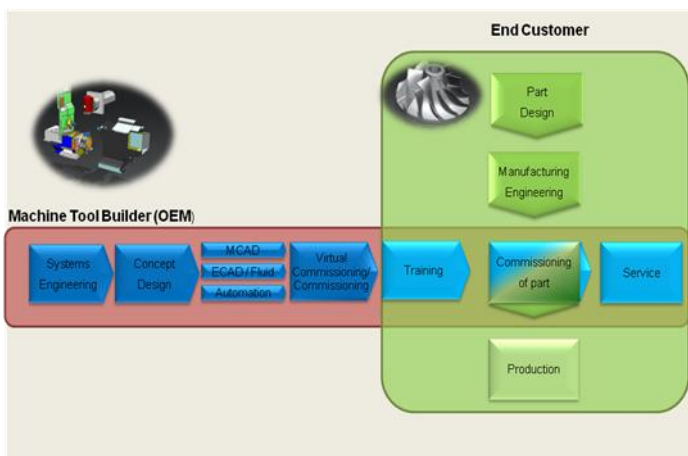 End Customer
Part
Design
Manufacturing
Engineering
Machine Tool Builder (OEM)
Systems
Engineering
Concept
Design
MCAD
ECAD / Fluid
Automation
Virtual
Commissioning/
Commissioning
Training
Commissioning
of part
Service
Production